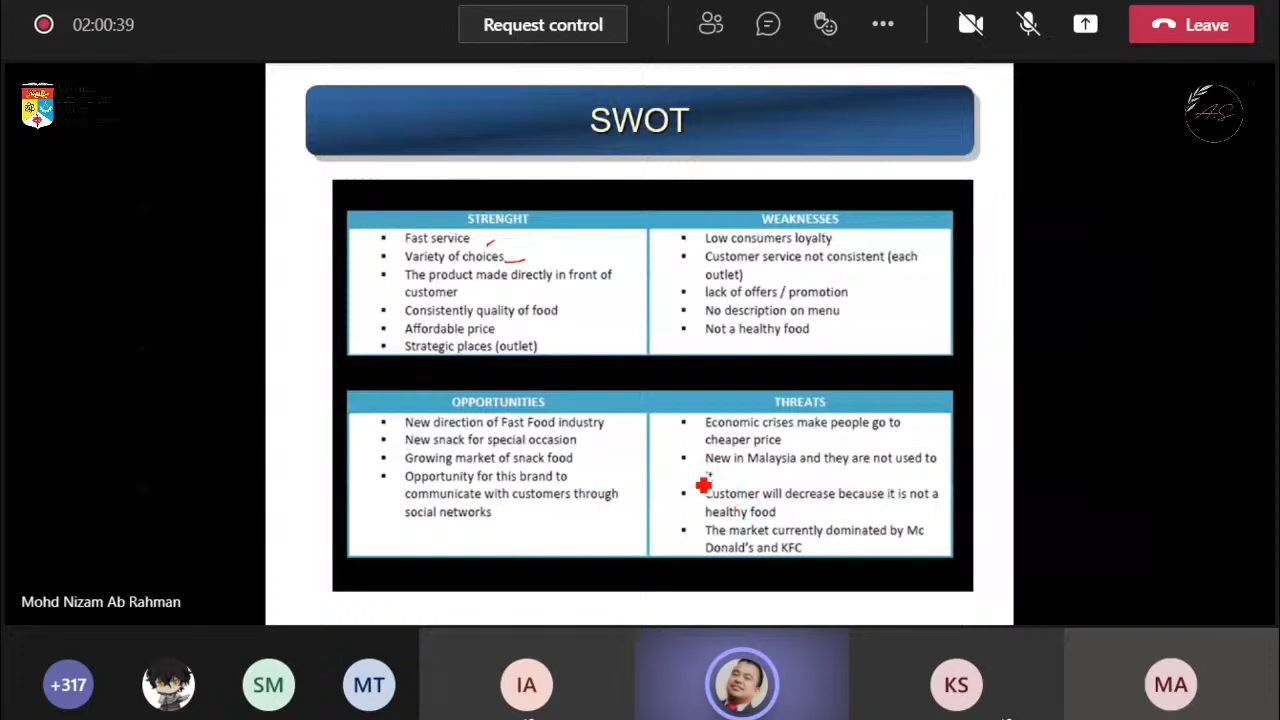 02:00:39
Request control
Leave
SWOT
AS
STRENGHT
▪ Fast service
▪ Variety of choices
▪ The product made directly in front of
customer
▪ Consistently quality of food
▪ Affordable price
▪ Strategic places (outlet)
WEAKNESSES
▪ Low consumers loyalty
▪ Customer service not consistent (each
outlet)
▪ lack of offers / promotion
▪ No description on menu
▪ Not a healthy food
OPPORTUNITIES
▪ New direction of Fast Food industry
▪ New snack for special occasion
▪ Growing market of snack food
▪ Opportunity for this brand to
communicate with customers through
social networks
THREATS
▪ Economic crises make people go to
cheaper price
▪ New in Malaysia and they are not used to
▪ Customer will decrease because it is not a
healthy food
▪ The market currently dominated by Mc
Donald's and KFC
Mohd Nizam Ab Rahman
+317
SM
MT
IA
KS
MA